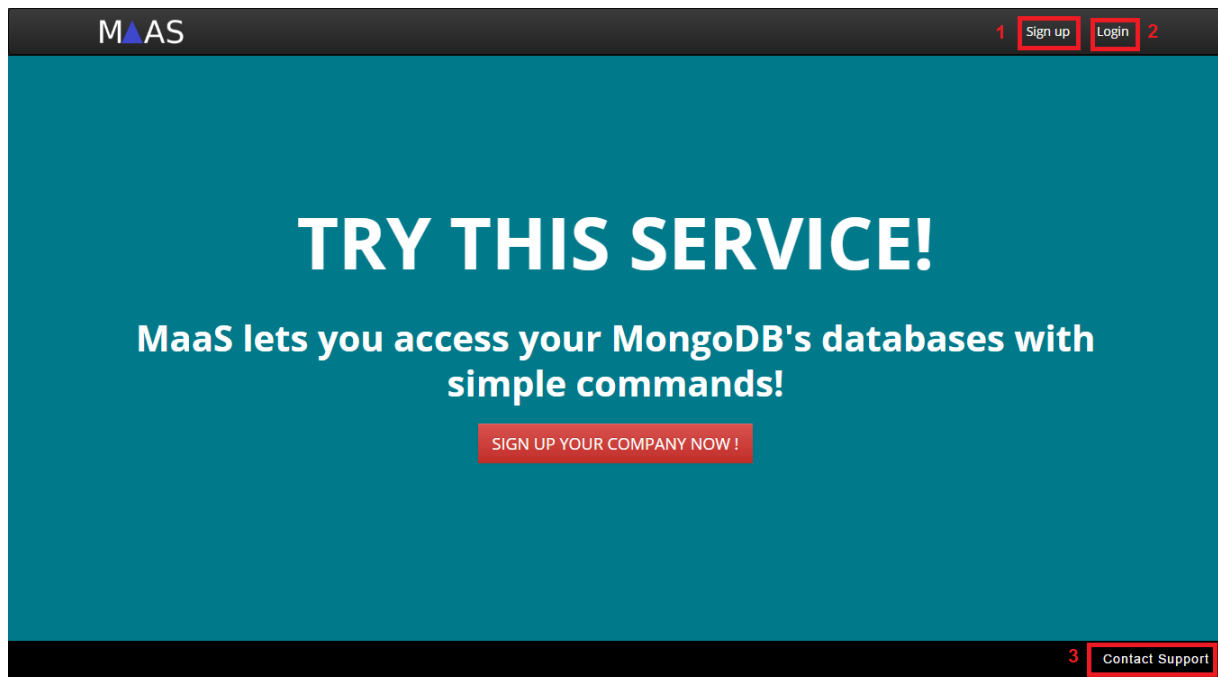 MAAS
1 Sign up Login 2
TRY THIS SERVICE!
MaaS lets you access your MongoDB's databases with
simple commands!
SIGN UP YOUR COMPANY NOW !
3 Contact Support